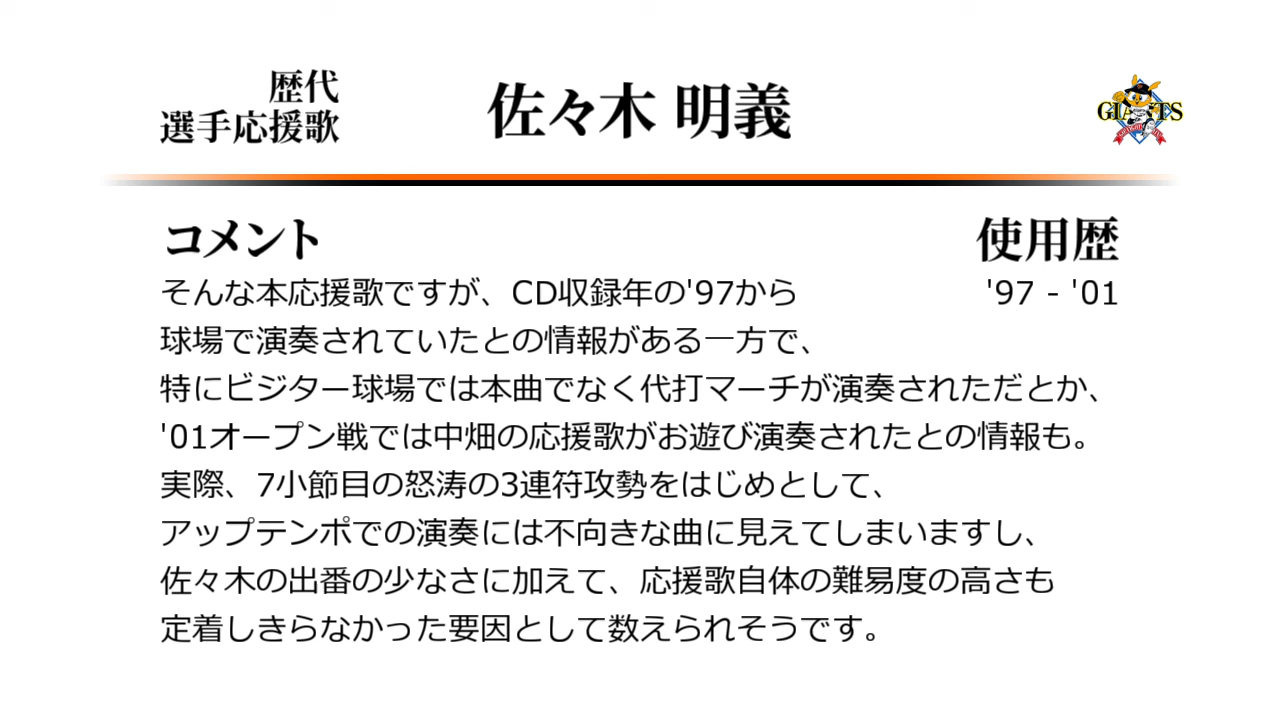 歴代
選手応援歌
佐々木 明義
GIANTS
コメント
使用歴
そんな本応援歌ですが、CD収録年の'97から
'97 - '01
球場で演奏されていたとの情報がある一方で、
特にビジター球場では本曲でなく代打マーチが演奏されただとか、
'01オープン戦では中畑の応援歌がお遊び演奏されたとの情報も。
実際、7小節目の怒涛の3連符攻勢をはじめとして、
アップテンポでの演奏には不向きな曲に見えてしまいますし、
佐々木の出番の少なさに加えて、応援歌自体の難易度の高さも
定着しきらなかった要因として数えられそうです。